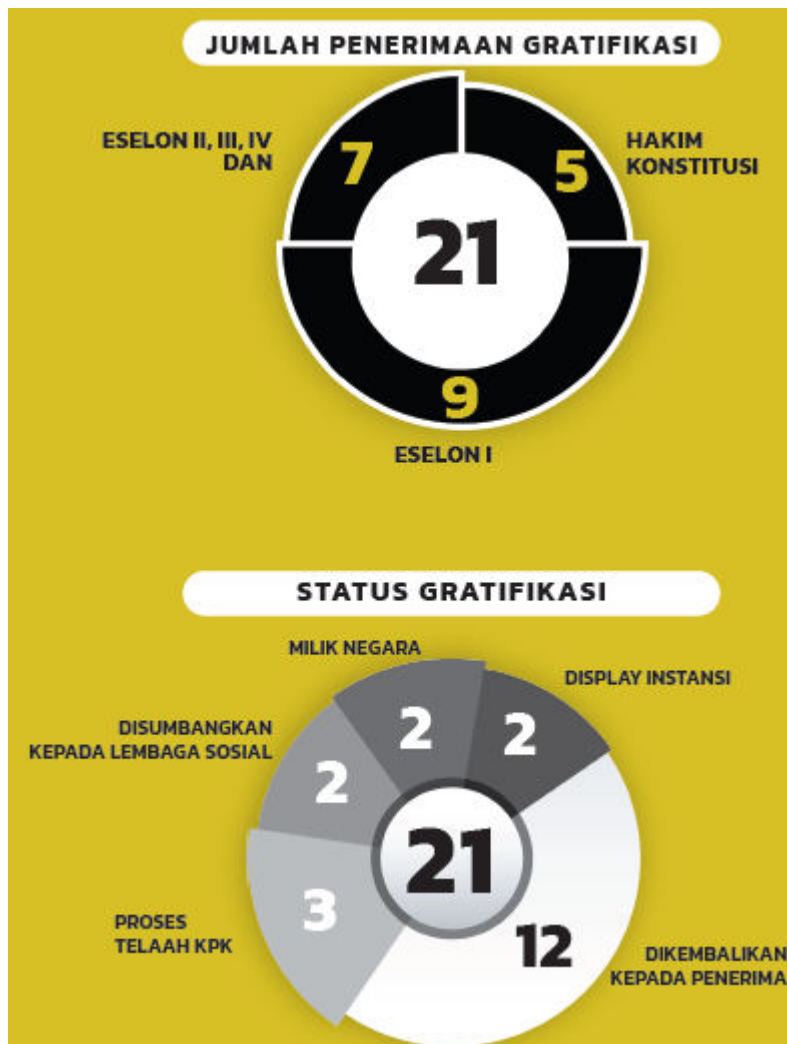 JUMLAH PENERIMAAN GRATIFIKASI
ESELON II, III, IV
DAN
7
5
HAKIM
KONSTITUSI
21
9
ESELON I
STATUS GRATIFIKASI
MILIK NEGARA
DISPLAY INSTANSI
2
2
DISUMBANGKAN
KEPADA LEMBAGA SOSIAL
2
21
3
PROSES
TELAAH KPK
12
DIKEMBALIKAN
KEPADA PENERIMA